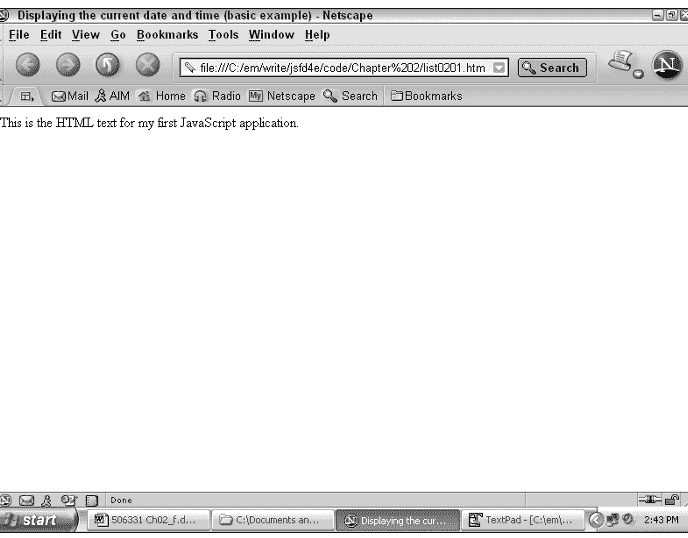 Displaying the current date and time (basic example) - Netscape
File Edit View Go Bookmarks Tools Window Help
file:///C:/em/write/jsfd4e/code/Chapter%202/list0201.htm Search N
Mail AIM Home Radio My Netscape Search Bookmarks
This is the HTML text for my first JavaScript application.
Done
start 506331 Ch02_f.d... C:\Documents an... Displaying the cur... TextPad - [C:\em\... 2:43 PM